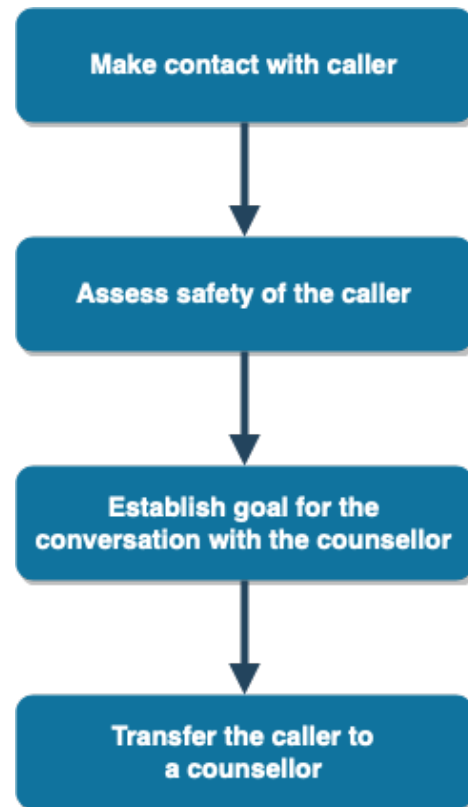 Make contact with caller
Assess safety of the caller
Establish goal for the
conversation with the counsellor
Transfer the caller to
a counsellor